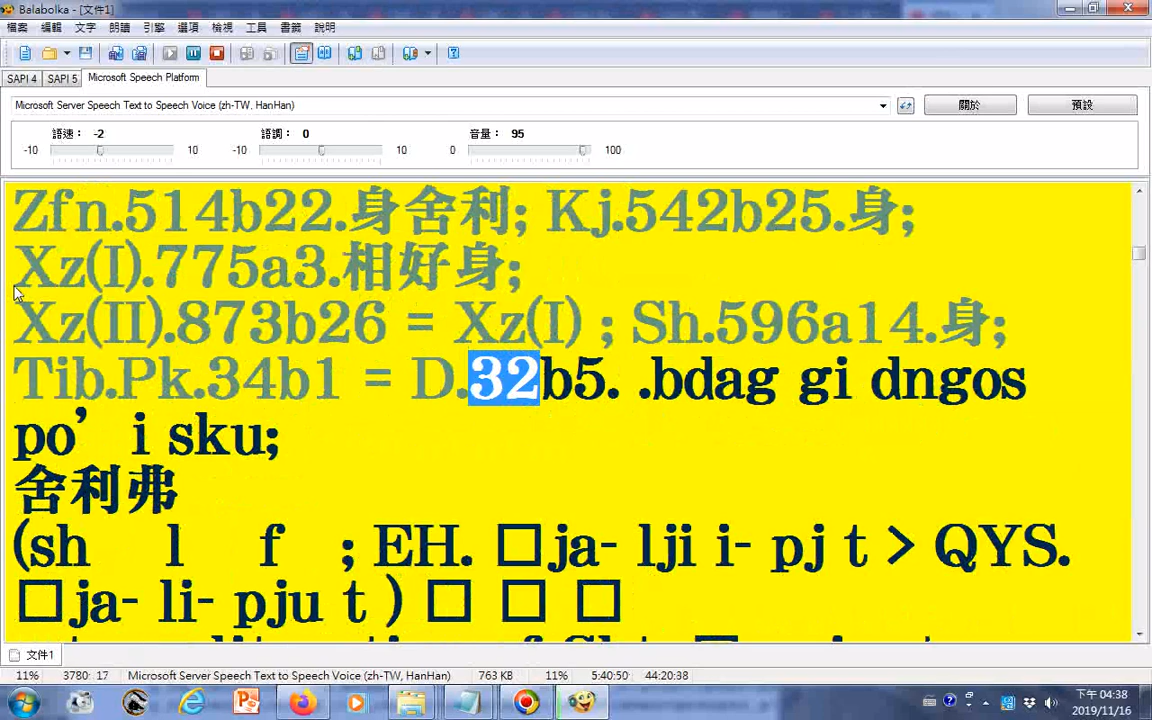 Balabolka - [文件1]
檔案 編輯 文字 朗讀 引擎 選項 檢視 工具 書籤 說明
SAPI 4 SAPI 5 Microsoft Speech Platform
Microsoft Server Speech Text to Speech Voice (zh-TW, HanHan) 關於 預設
語速： -2 語調： 0 音量： 95
-10 10 -10 10 0 100
Zfn.514b22.身舍利; Kj.542b25.身;
Xz(I).775a3.相好身;
Xz(II).873b26 = Xz(I) ; Sh.596a14.身;
Tib.Pk.34b1 = D.32b5. .bdag gi dngos
po’ i sku;
舍利弗
(sh l f ; EH. □ja- lji i- pj t > QYS.
□ja- li- pju t ) □ □ □
文件1
11% 3780: 17 Microsoft Server Speech Text to Speech Voice (zh-TW, HanHan) 763 KB 11% 5:40:50 44:20:38
下午 04:38
2019/11/16